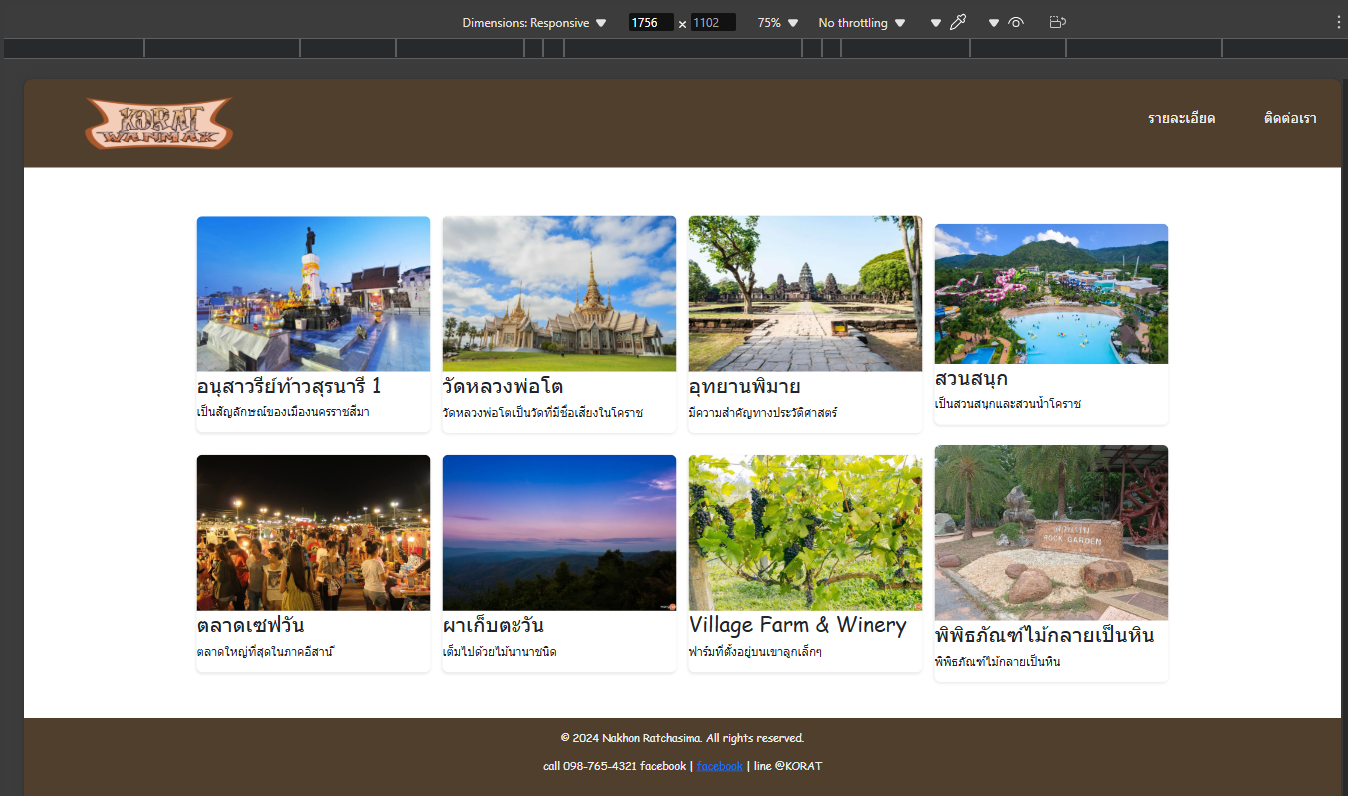 Dimensions: Responsive 1756 × 1102 75% No throttling
KORAT
WANMAK
รายละเอียด ติดต่อเรา
อนุสาวรีย์ท้าวสุรนารี 1
เป็นสัญลักษณ์ของเมืองนครราชสีมา
วัดหลวงพ่อโต
วัดหลวงพ่อโตเป็นวัดที่มีชื่อเสียงในโคราช
อุทยานพิมาย
มีความสำคัญทางประวัติศาสตร์
สวนสนุก
เป็นสวนสนุกและสวนน้ำโคราช
ตลาดเซฟวัน
ตลาดใหญ่ที่สุดในภาคอีสาน์
ผาเก็บตะวัน
เต็มไปด้วยไม้นานาชนิด
Village Farm & Winery
ฟาร์มที่ตั้งอยู่บนเขาลูกเล็กๆ
ROCK GARDEN
พิพิธภัณฑ์ไม้กลายเป็นหิน
พิพิธภัณฑ์ไม้กลายเป็นหิน
© 2024 Nakhon Ratchasima. All rights reserved.
call 098-765-4321 facebook | facebook | line @KORAT